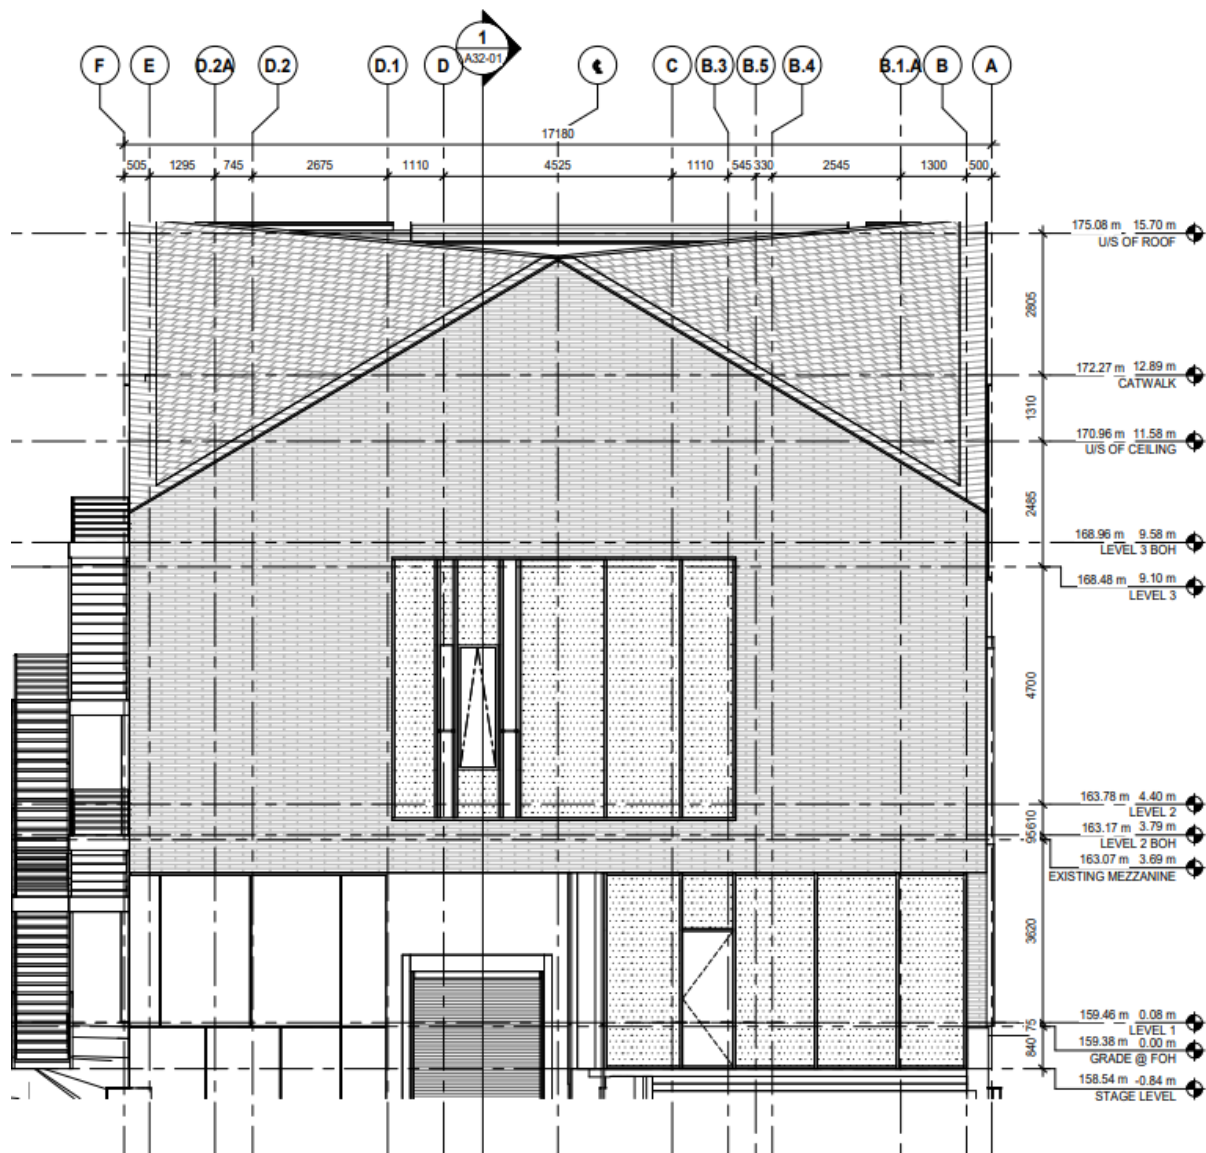 1
A32-01
F E D.2A D.2 D.1 D C B.3 B.5 B.4 B.1.A B A
17180
505 1295 745 2675 1110 4525 1110 545 330 2545 1300 500
175.08 m 15.70 m
U/S OF ROOF
2805
172.27 m 12.89 m
CATWALK
1310
170.96 m 11.58 m
U/S OF CEILING
2485
168.96 m 9.58 m
LEVEL 3 BOH
168.48 m 9.10 m
LEVEL 3
4700
163.78 m 4.40 m
LEVEL 2
610
163.17 m 3.79 m
LEVEL 2 BOH
95
163.07 m 3.69 m
EXISTING MEZZANINE
3620
159.46 m 0.08 m
LEVEL 1
75
159.38 m 0.00 m
GRADE @ FOH
840
158.54 m -0.84 m
STAGE LEVEL